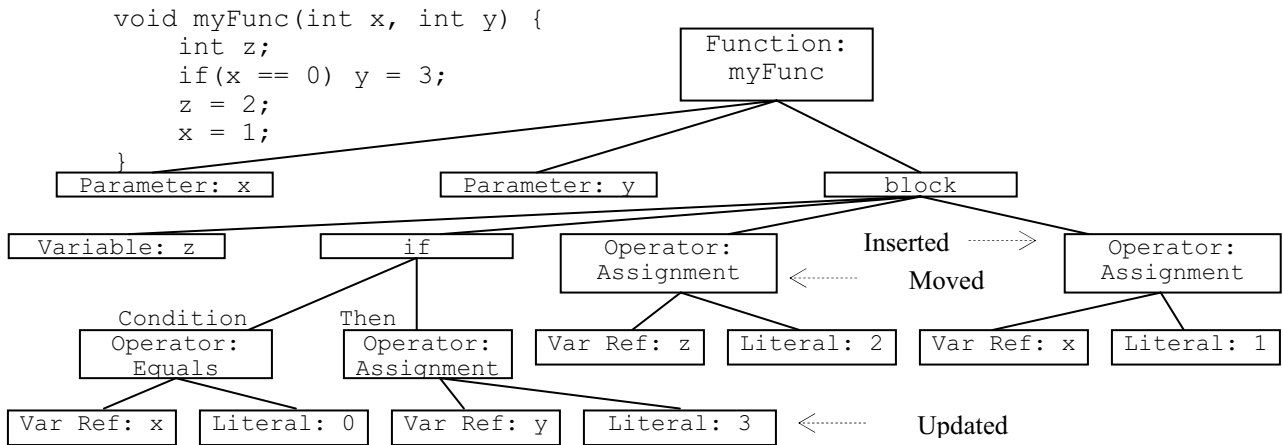 void myFunc(int x, int y) {
int z;
if(x == 0) y = 3;
z = 2;
x = 1;
}
Function:
myFunc
Parameter: x
Parameter: y
block
Variable: z
if
Operator:
Assignment
Inserted
Moved
Operator:
Assignment
Condition
Then
Operator:
Equals
Operator:
Assignment
Var Ref: z
Literal: 2
Var Ref: x
Literal: 1
Var Ref: x
Literal: 0
Var Ref: y
Literal: 3
Updated